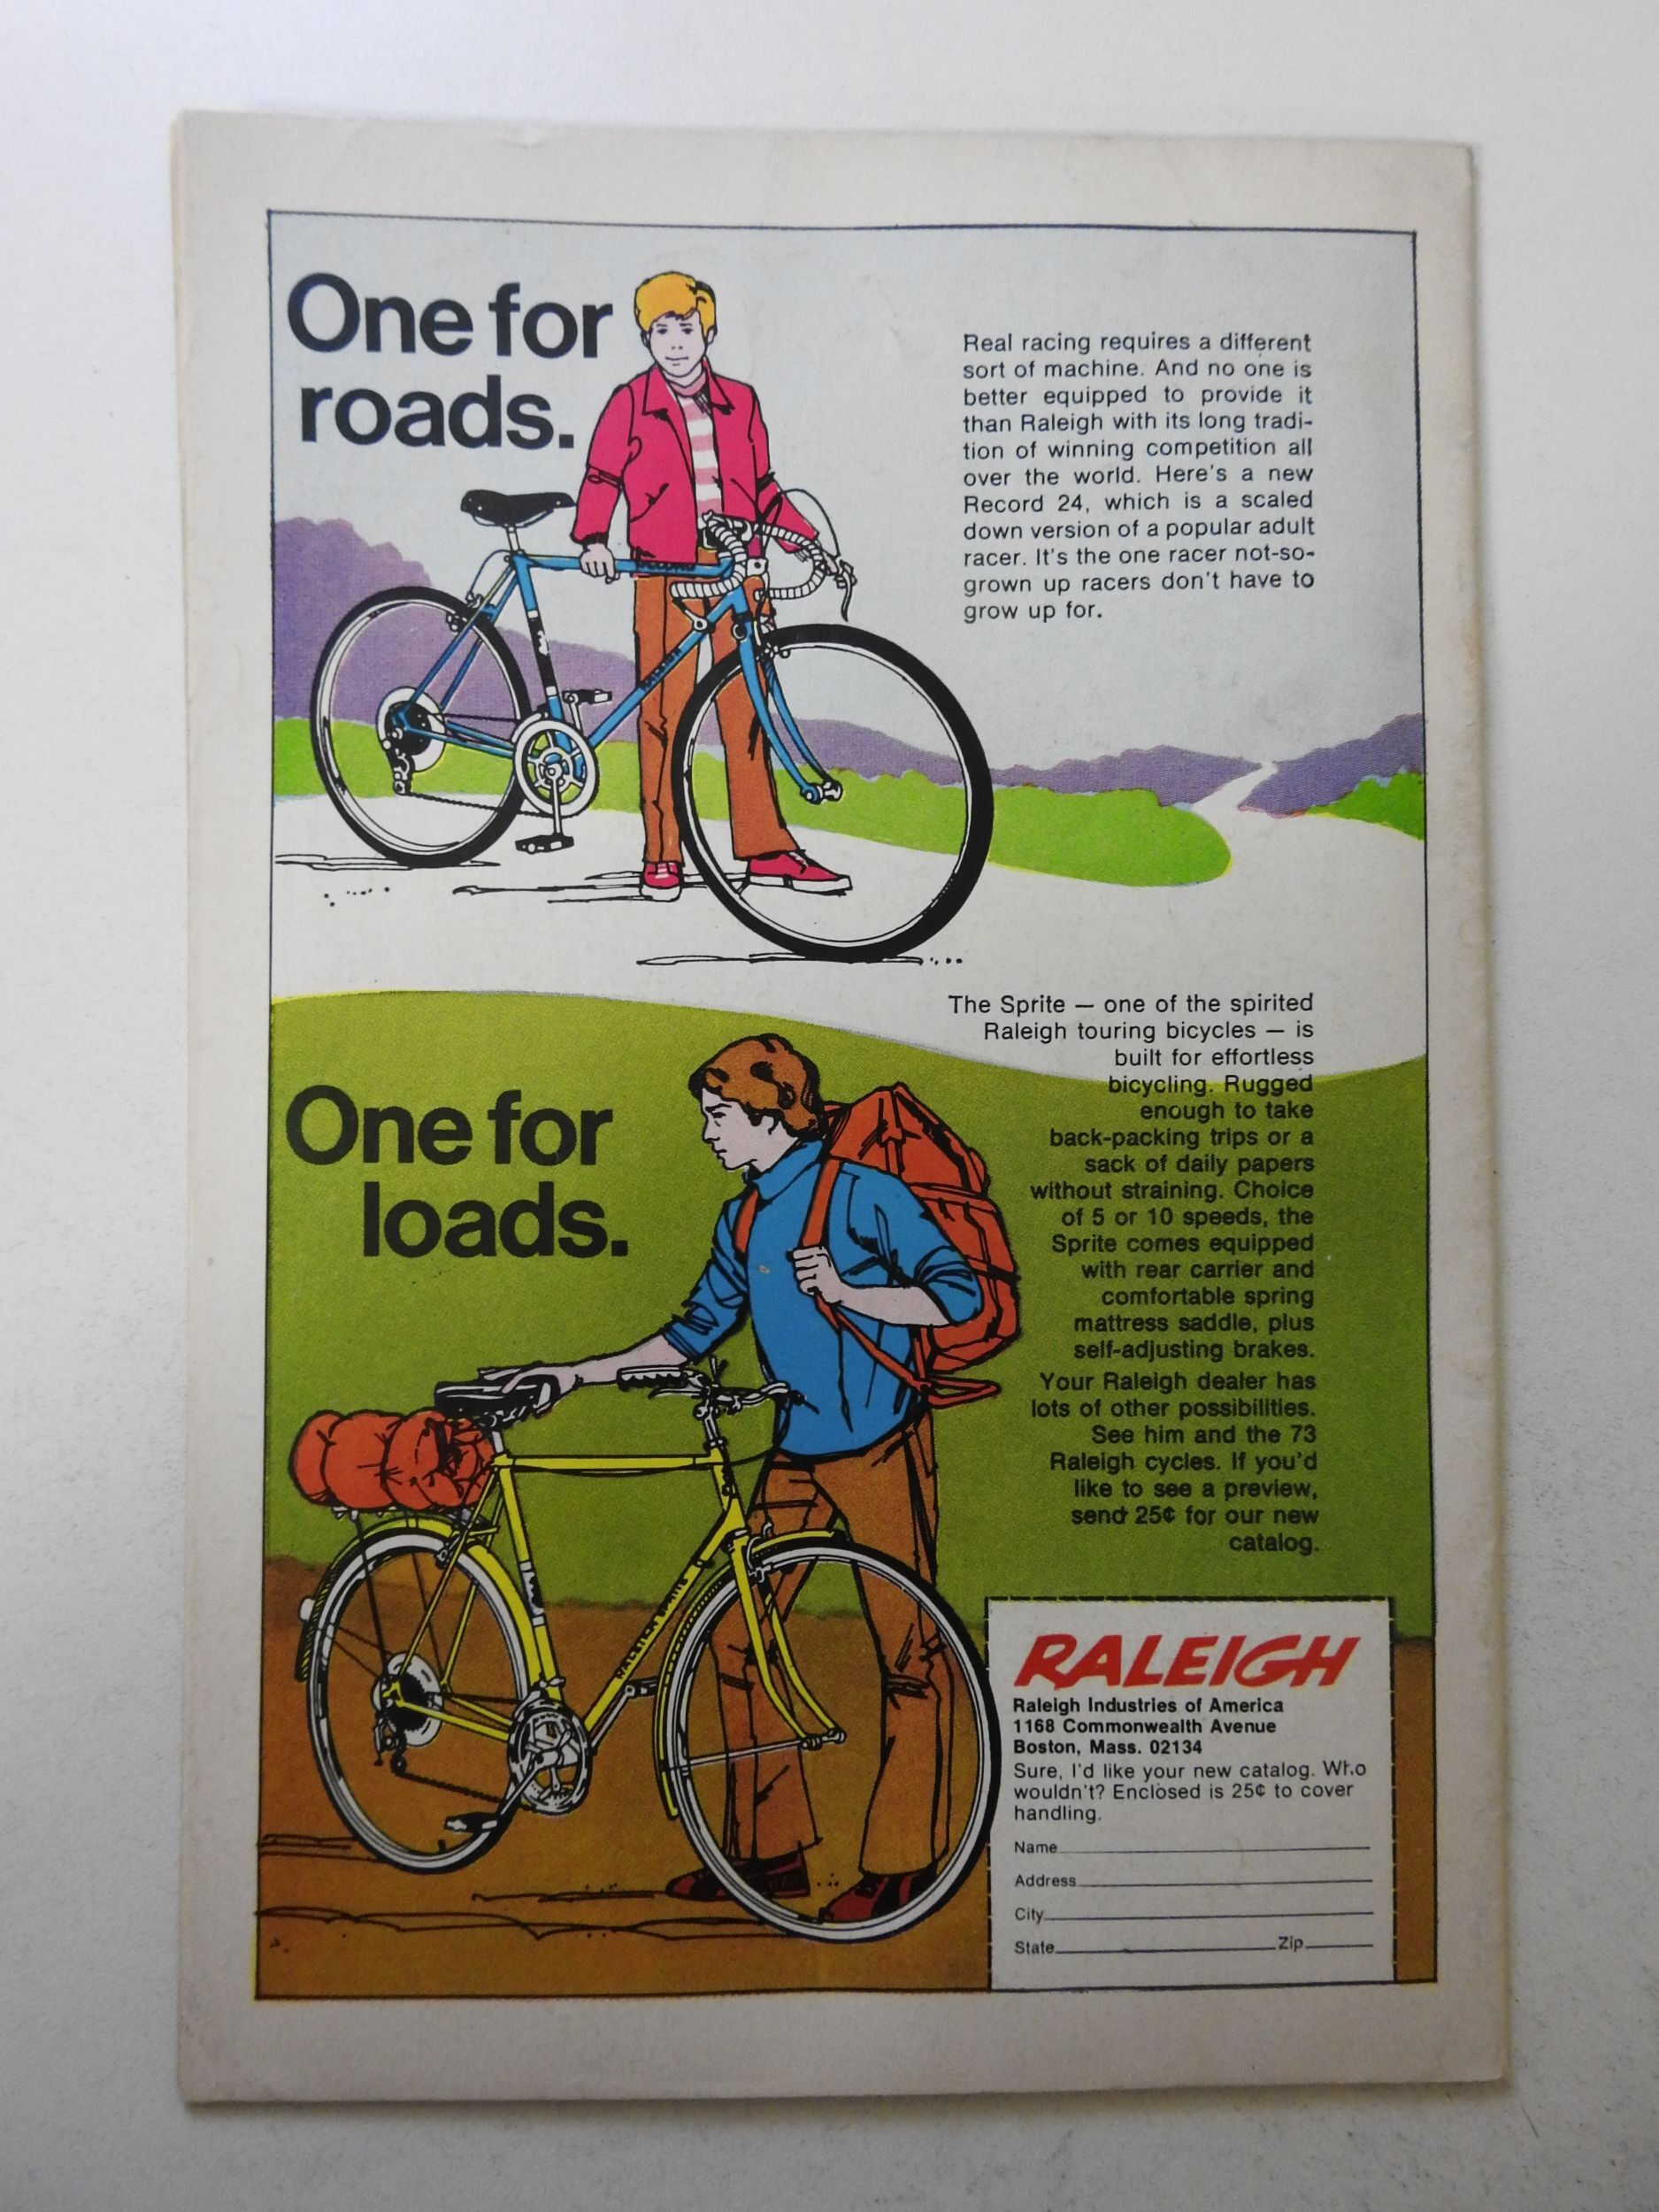 One for
roads.
Real racing requires a different
sort of machine. And no one is
better equipped to provide it
than Raleigh with its long tradi-
tion of winning competition all
over the world. Here's a new
Record 24, which is a scaled
down version of a popular adult
racer. It's the one racer not-so-
grown up racers don't have to
grow up for.
RALEIGH
One for
loads.
The Sprite — one of the spirited
Raleigh touring bicycles — is
built for effortless
bicycling. Rugged
enough to take
back-packing trips or a
sack of daily papers
without straining. Choice
of 5 or 10 speeds, the
Sprite comes equipped
with rear carrier and
comfortable spring
mattress saddle, plus
self-adjusting brakes.
Your Raleigh dealer has
lots of other possibilities.
See him and the 73
Raleigh cycles. If you'd
like to see a preview,
send 25¢ for our new
catalog.
RALEIGH SPRITE
RALEIGH
Raleigh Industries of America
1168 Commonwealth Avenue
Boston, Mass. 02134
Sure, I'd like your new catalog. Who
wouldn't? Enclosed is 25¢ to cover
handling.
Name
Address
City
State Zip